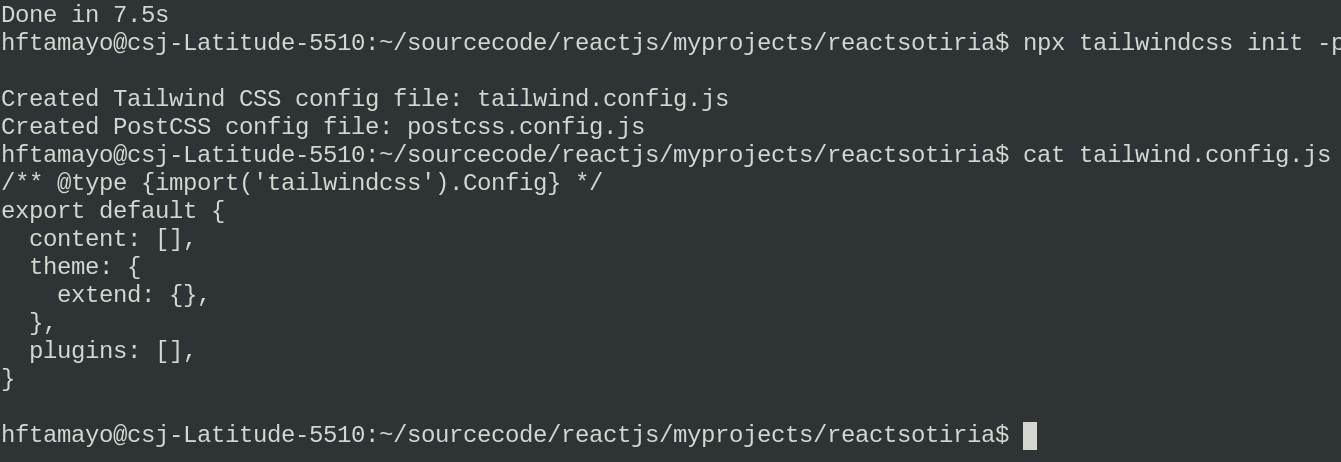 Done in 7.5s
hftamayo@csj-Latitude-5510:~/sourcecode/reactjs/myprojects/reactsotiria$ npx tailwindcss init -p
Created Tailwind CSS config file: tailwind.config.js
Created PostCSS config file: postcss.config.js
hftamayo@csj-Latitude-5510:~/sourcecode/reactjs/myprojects/reactsotiria$ cat tailwind.config.js
/** @type {import('tailwindcss').Config} */
export default {
  content: [],
  theme: {
    extend: {},
  },
  plugins: [],
}
hftamayo@csj-Latitude-5510:~/sourcecode/reactjs/myprojects/reactsotiria$